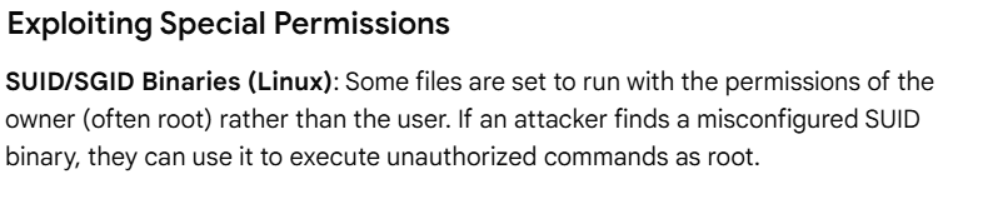 Exploiting Special Permissions
SUID/SGID Binaries (Linux): Some files are set to run with the permissions of the
owner (often root) rather than the user. If an attacker finds a misconfigured SUID
binary, they can use it to execute unauthorized commands as root.